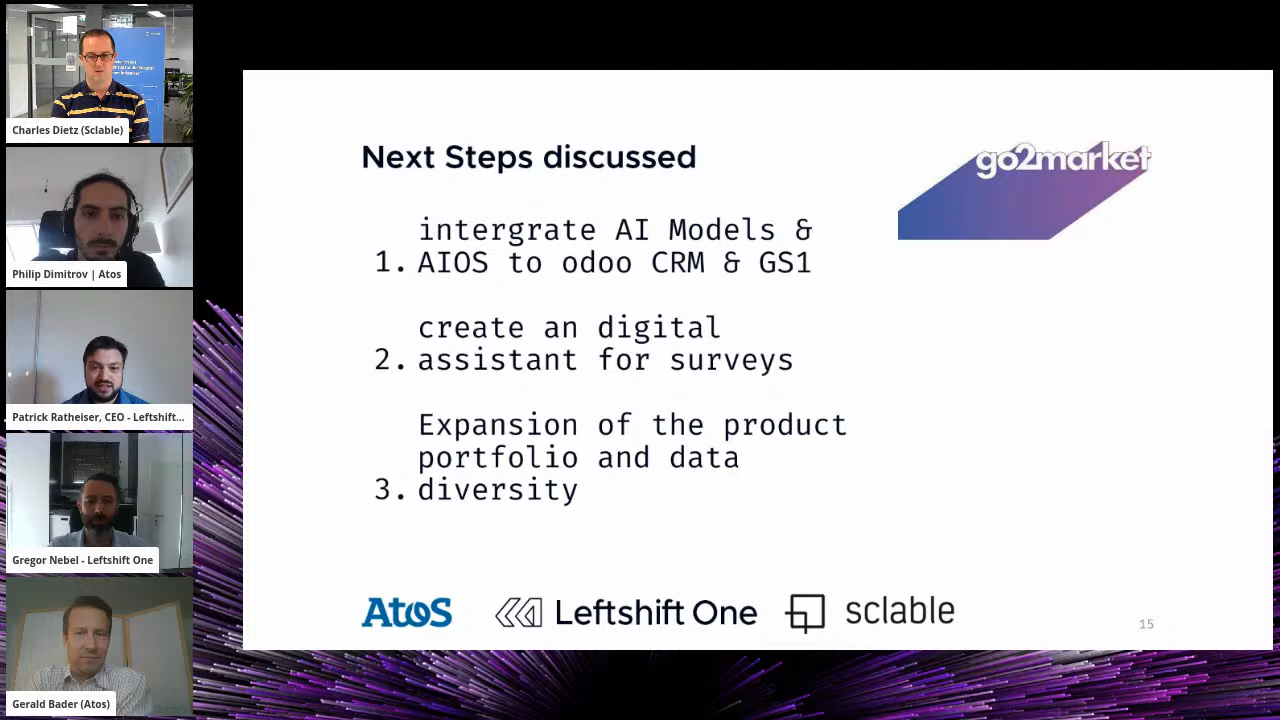 Charles Dietz (Sclable)
Philip Dimitrov | Atos
Patrick Ratheiser, CEO - Leftshift...
Gregor Nebel - Leftshift One
Gerald Bader (Atos)
Next Steps discussed
go2market
intergrate AI Models &
1. AIOS to odoo CRM & GS1
create an digital
2. assistant for surveys
Expansion of the product
portfolio and data
3. diversity
Atos
Leftshift One
sclable
15